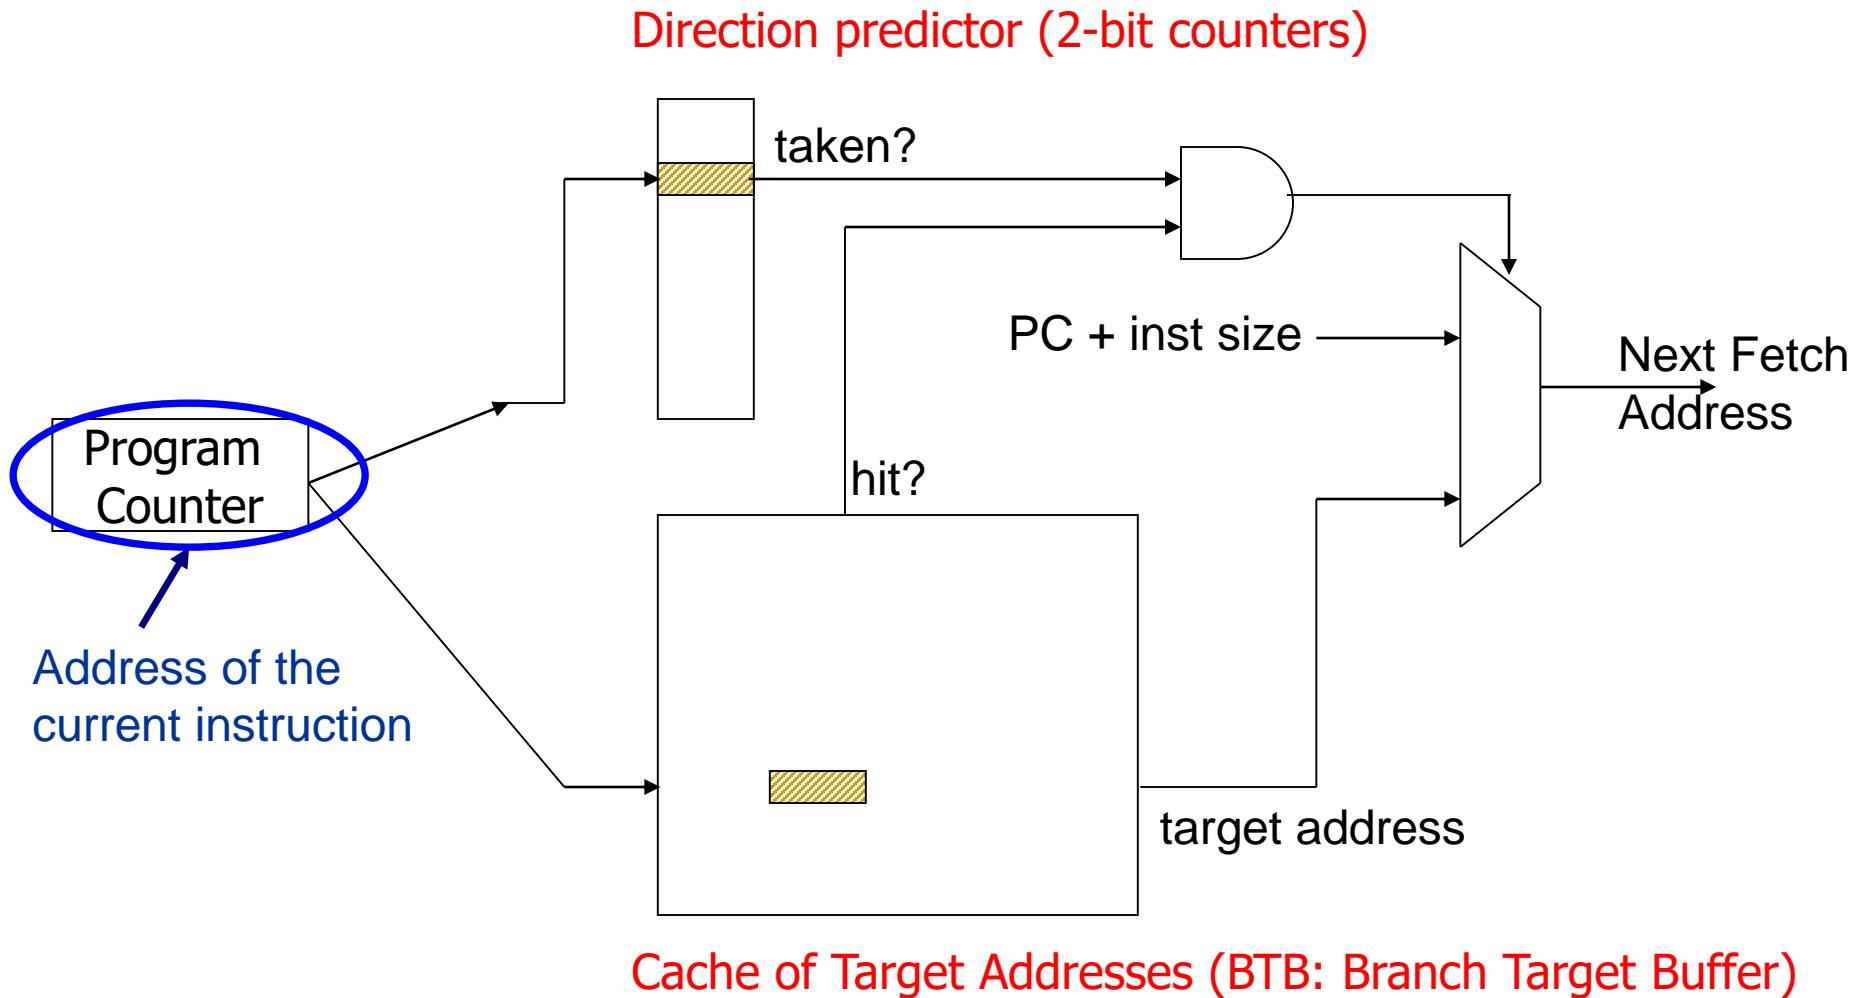 Direction predictor (2-bit counters)
taken?
PC + inst size
Next Fetch
Address
Program
Counter
hit?
Address of the
current instruction
target address
Cache of Target Addresses (BTB: Branch Target Buffer)